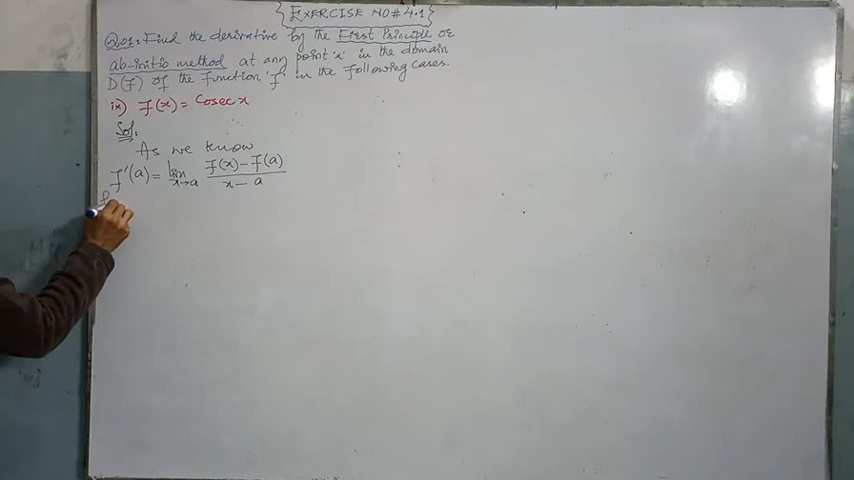 EXERCISE NO# 4.1
Q.01: Find the derivative by the First Principle or
ab-initio method at any point 'x' in the domain
D(f) of the function 'f' in the following cases.
ix) f(x) = Cosec x
Sol:
As we know
f'(a) = lim x→a f(x) - f(a) / x - a
f